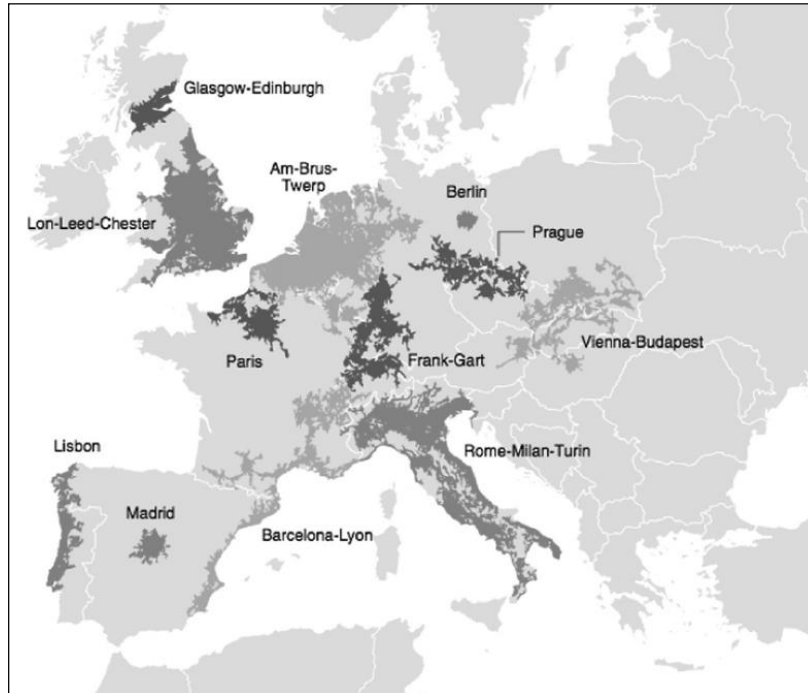 Glasgow-Edinburgh
Am-Brus-
Twerp
Berlin
Lon-Leed-Chester
Prague
Paris
Frank-Gart
Vienna-Budapest
Lisbon
Rome-Milan-Turin
Madrid
Barcelona-Lyon